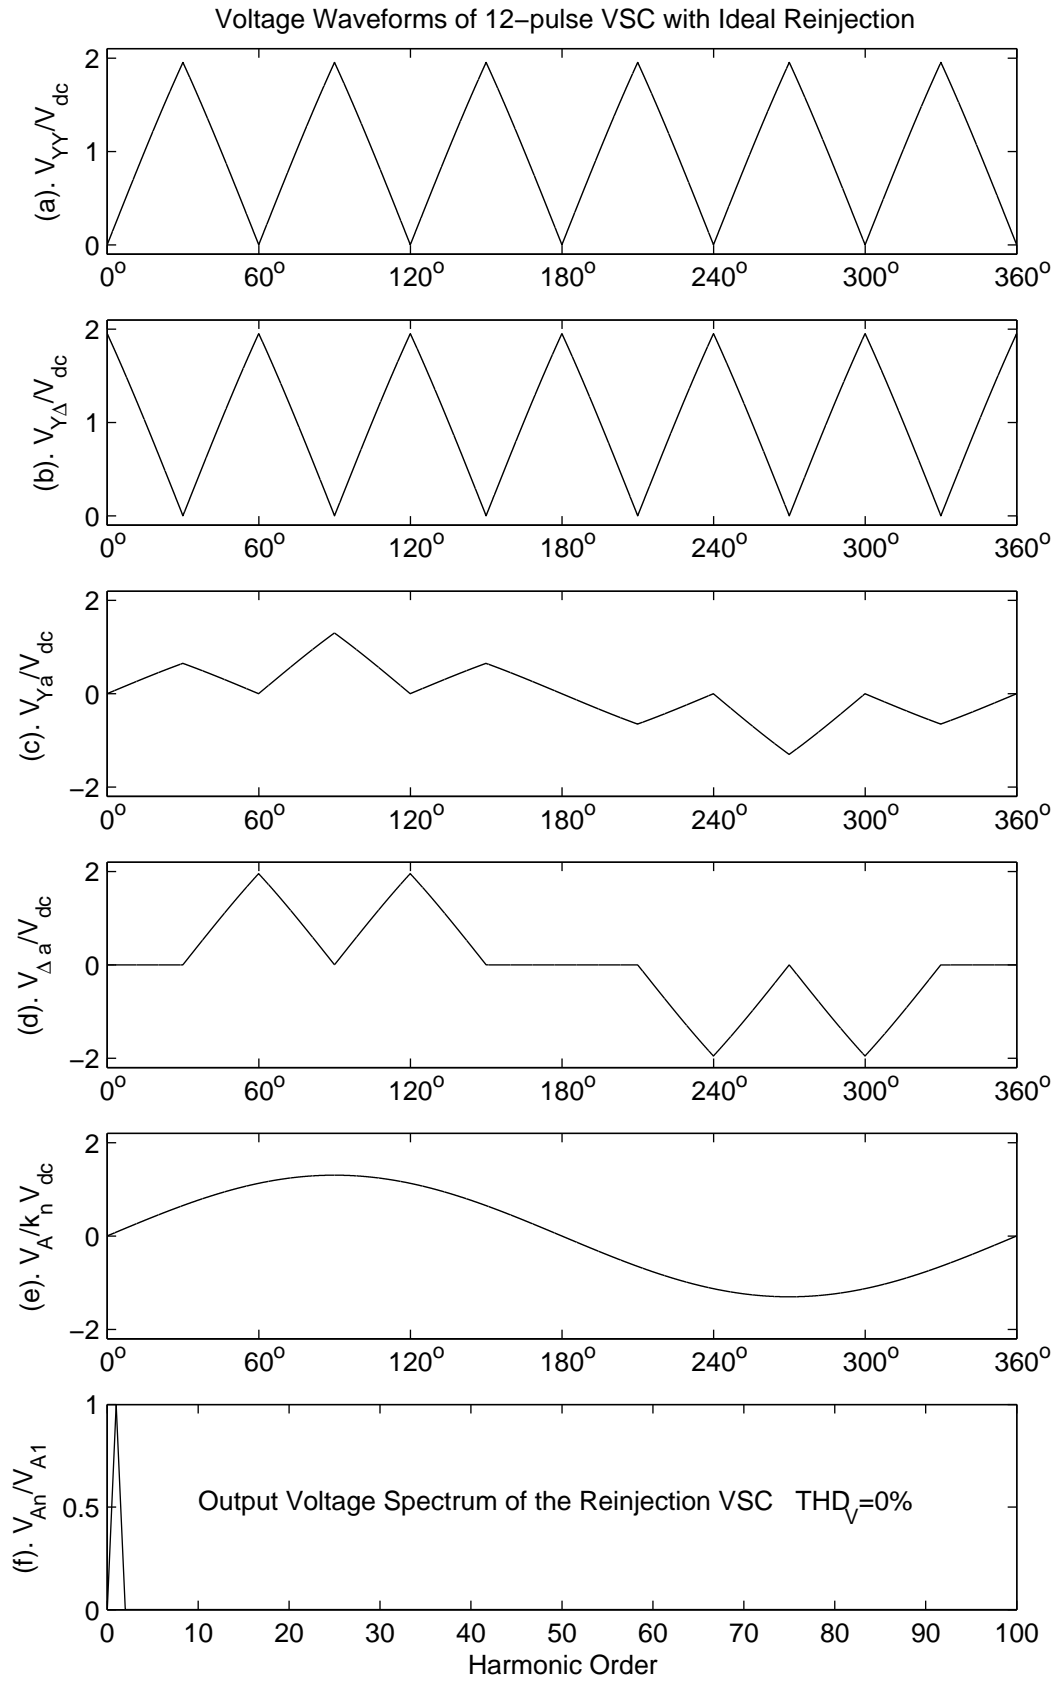 Voltage Waveforms of 12−pulse VSC with Ideal Reinjection
(a). V_YY/V_dc
2
1
0
0° 60° 120° 180° 240° 300° 360°
(b). V_YΔ/V_dc
2
1
0
0° 60° 120° 180° 240° 300° 360°
(c). V_Ya/V_dc
2
0
−2
0° 60° 120° 180° 240° 300° 360°
(d). V_Δ a/V_dc
2
0
−2
0° 60° 120° 180° 240° 300° 360°
(e). V_A/k_nV_dc
2
0
−2
0° 60° 120° 180° 240° 300° 360°
(f). V_An/V_A1
1
0.5
0
Output Voltage Spectrum of the Reinjection VSC THD_V=0%
0 10 20 30 40 50 60 70 80 90 100
Harmonic Order